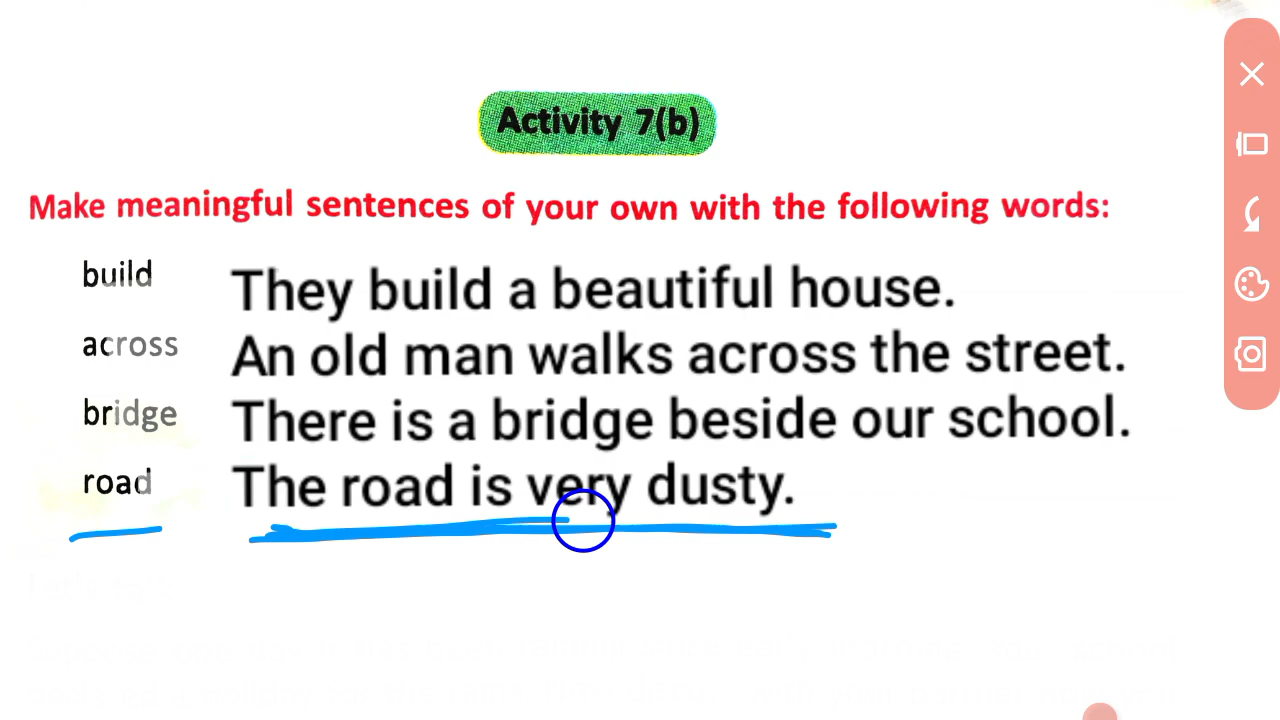 Activity 7(b)
Make meaningful sentences of your own with the following words:
build They build a beautiful house.
across An old man walks across the street.
bridge There is a bridge beside our school.
road The road is very dusty.